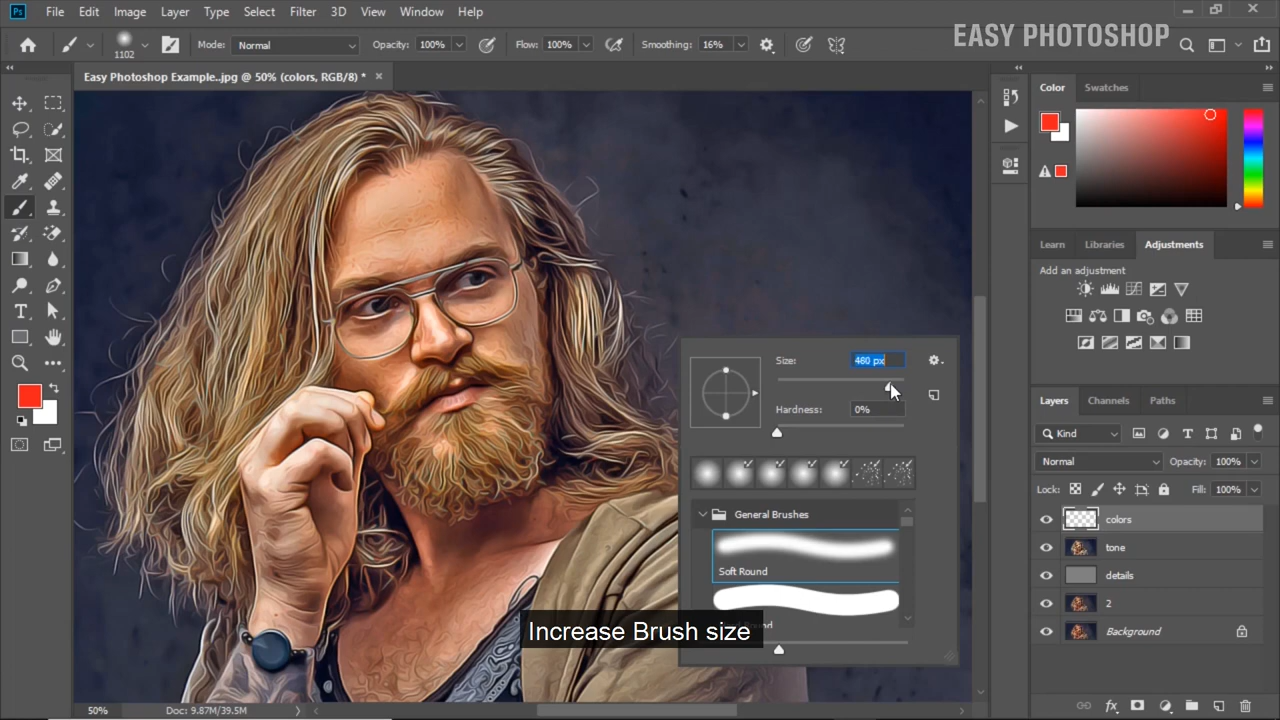 Ps File Edit Image Layer Type Select Filter 3D View Window Help
EASY PHOTOSHOP
1102 Mode: Normal Opacity: 100% Flow: 100% Smoothing: 16%
Easy Photoshop Example..jpg @ 50% (colors, RGB/8) * ×
Color Swatches
Learn Libraries Adjustments
Add an adjustment
Size: 480 px
Hardness: 0%
General Brushes
Soft Round
Increase Brush size
Layers Channels Paths
Kind
Normal Opacity: 100%
Lock: Fill: 100%
colors
tone
details
2
Background
fx
50% Doc: 9.87M/39.5M